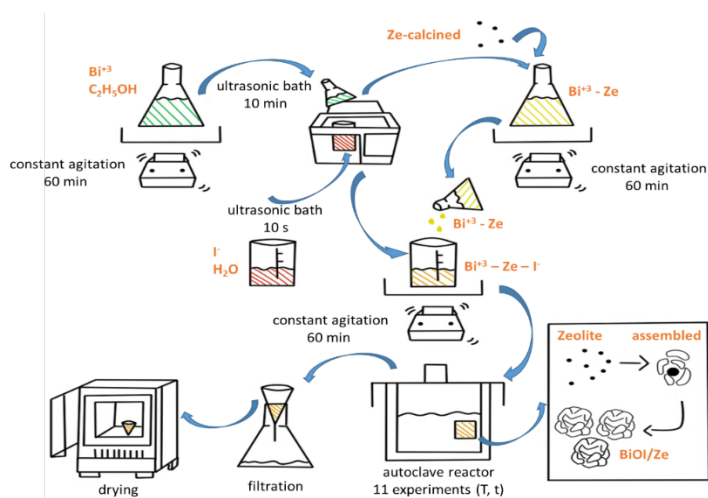 Ze-calcined
Bi⁺³
C₂H₅OH
ultrasonic bath
10 min
Bi⁺³ - Ze
constant agitation
60 min
constant agitation
60 min
ultrasonic bath
10 s
Bi⁺³ - Ze
I⁻
H₂O
Bi⁺³ – Ze – I⁻
constant agitation
60 min
Zeolite
assembled
BiOI/Ze
drying
filtration
autoclave reactor
11 experiments (T, t)